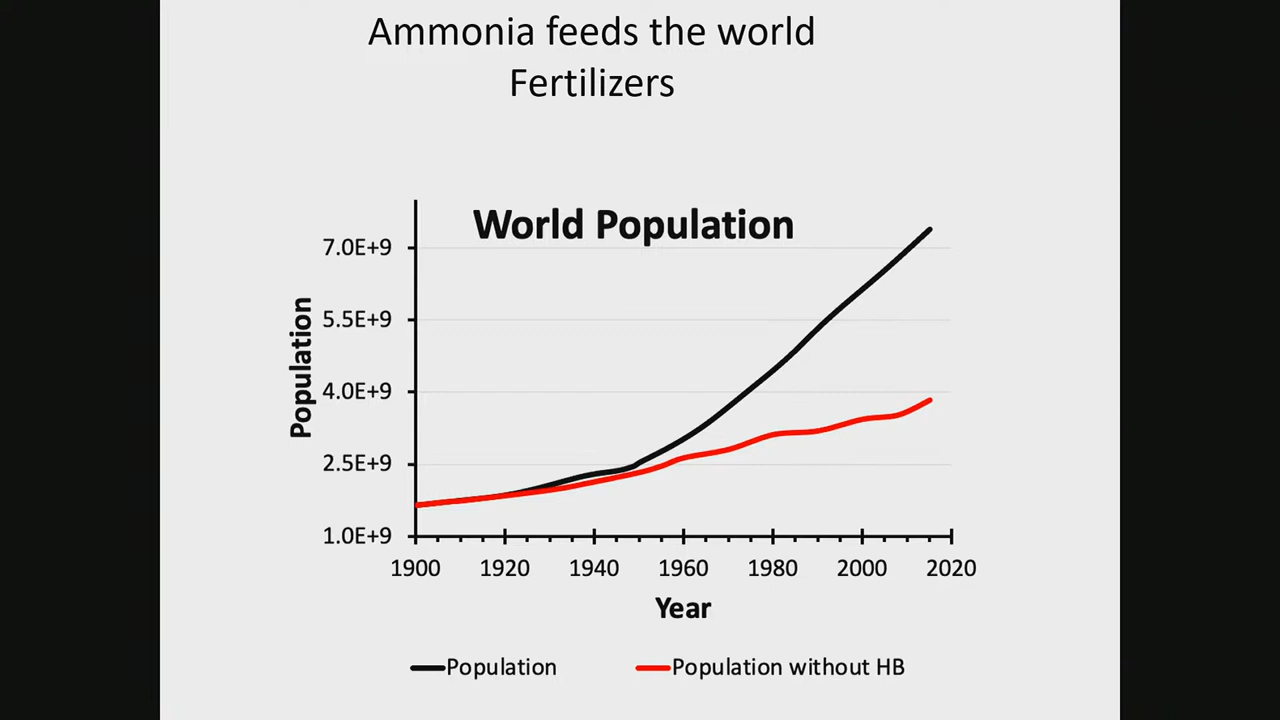 Ammonia feeds the world
Fertilizers
World Population
7.0E+9
5.5E+9
4.0E+9
2.5E+9
1.0E+9
Population
1900 1920 1940 1960 1980 2000 2020
Year
Population
Population without HB